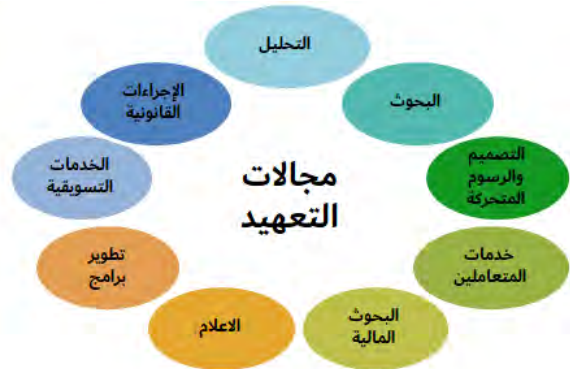 التحليل
البحوث
التصميم
والرسوم
المتحركة
خدمات
المتعاملين
البحوث
المالية
الاعلام
تطوير
برامج
الخدمات
التسويقية
الإجراءات
القانونية
مجالات
التعهيد